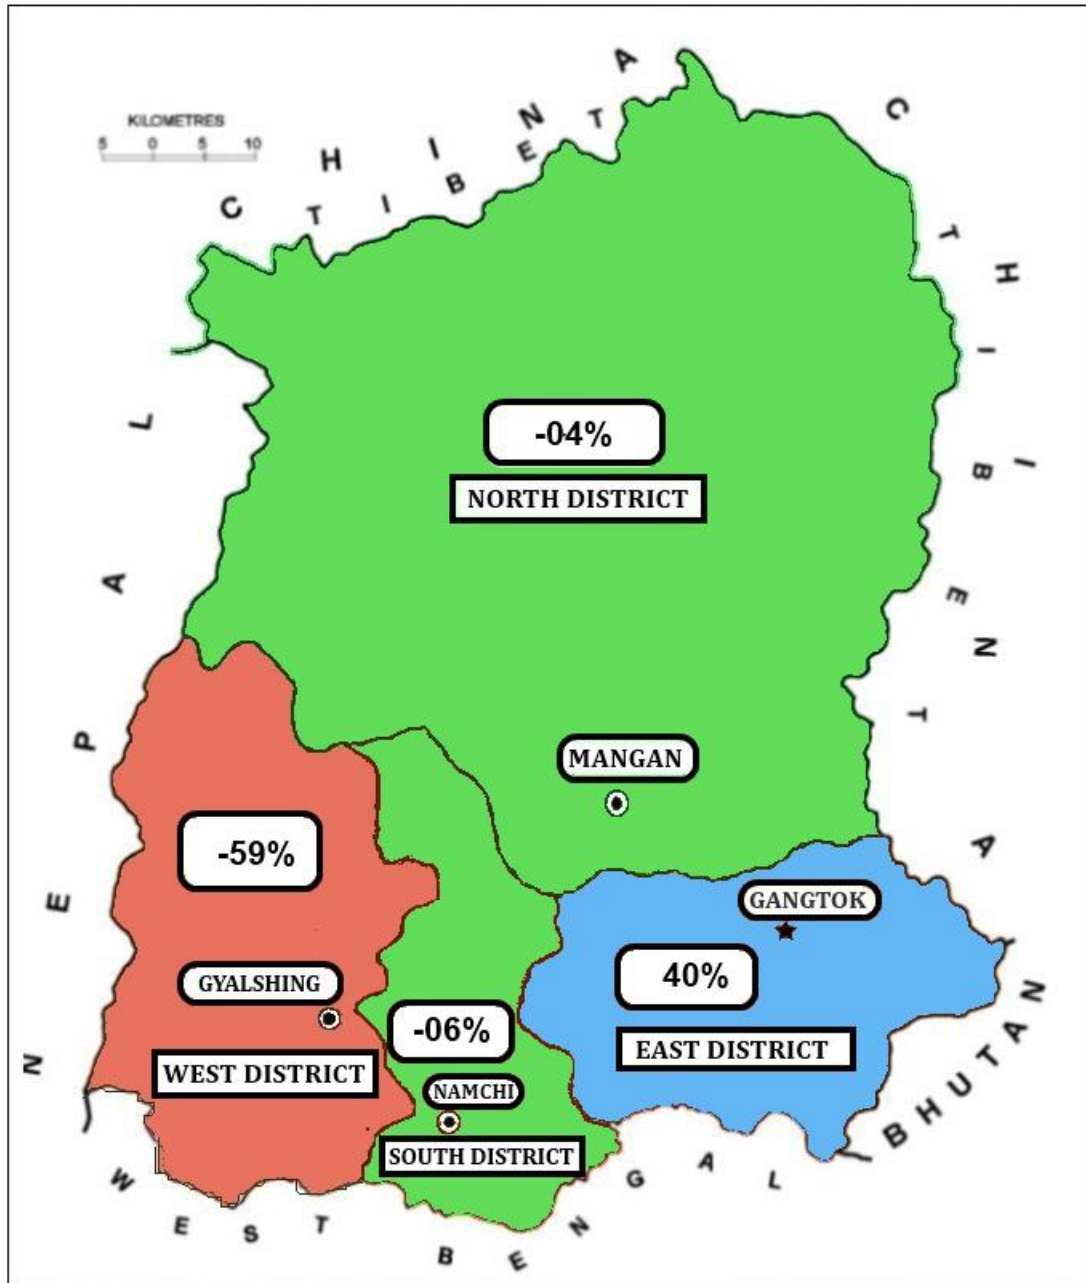 KILOMETRES
5 0 5 10
CHINA
TIBET
CHINA
TIBET
NEPAL
-04%
NORTH DISTRICT
MANGAN
-59%
GYALSHING
WEST DISTRICT
-06%
NAMCHI
SOUTH DISTRICT
GANGTOK
40%
EAST DISTRICT
BHUTAN
WEST BENGAL